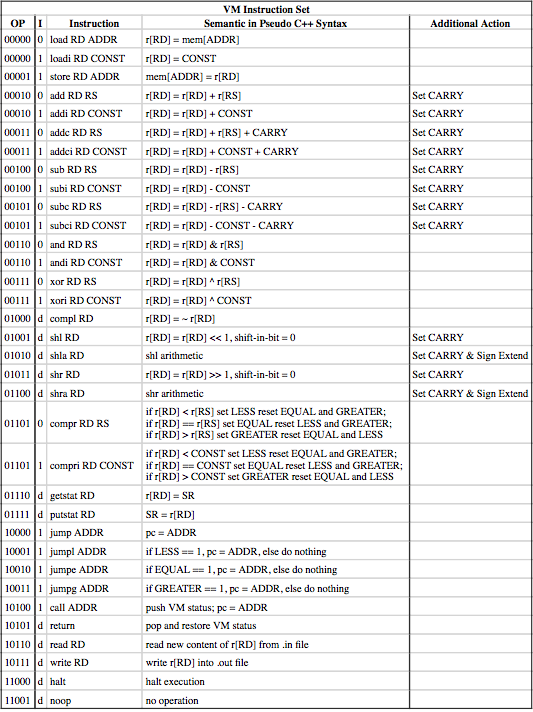 VM Instruction Set
OP I Instruction Semantic in Pseudo C++ Syntax Additional Action
00000 0 load RD ADDR r[RD] = mem[ADDR]
00000 1 loadi RD CONST r[RD] = CONST
00001 1 store RD ADDR mem[ADDR] = r[RD]
00010 0 add RD RS r[RD] = r[RD] + r[RS] Set CARRY
00010 1 addi RD CONST r[RD] = r[RD] + CONST Set CARRY
00011 0 addc RD RS r[RD] = r[RD] + r[RS] + CARRY Set CARRY
00011 1 addci RD CONST r[RD] = r[RD] + CONST + CARRY Set CARRY
00100 0 sub RD RS r[RD] = r[RD] - r[RS] Set CARRY
00100 1 subi RD CONST r[RD] = r[RD] - CONST Set CARRY
00101 0 subc RD RS r[RD] = r[RD] - r[RS] - CARRY Set CARRY
00101 1 subci RD CONST r[RD] = r[RD] - CONST - CARRY Set CARRY
00110 0 and RD RS r[RD] = r[RD] & r[RS]
00110 1 andi RD CONST r[RD] = r[RD] & CONST
00111 0 xor RD RS r[RD] = r[RD] ^ r[RS]
00111 1 xori RD CONST r[RD] = r[RD] ^ CONST
01000 d compl RD r[RD] = ~ r[RD]
01001 d shl RD r[RD] = r[RD] << 1, shift-in-bit = 0 Set CARRY
01010 d shla RD shl arithmetic Set CARRY & Sign Extend
01011 d shr RD r[RD] = r[RD] >> 1, shift-in-bit = 0 Set CARRY
01100 d shra RD shr arithmetic Set CARRY & Sign Extend
01101 0 compr RD RS if r[RD] < r[RS] set LESS reset EQUAL and GREATER;
if r[RD] == r[RS] set EQUAL reset LESS and GREATER;
if r[RD] > r[RS] set GREATER reset EQUAL and LESS
01101 1 compri RD CONST if r[RD] < CONST set LESS reset EQUAL and GREATER;
if r[RD] == CONST set EQUAL reset LESS and GREATER;
if r[RD] > CONST set GREATER reset EQUAL and LESS
01110 d getstat RD r[RD] = SR
01111 d putstat RD SR = r[RD]
10000 1 jump ADDR pc = ADDR
10001 1 jumpl ADDR if LESS == 1, pc = ADDR, else do nothing
10010 1 jumpe ADDR if EQUAL == 1, pc = ADDR, else do nothing
10011 1 jumpg ADDR if GREATER == 1, pc = ADDR, else do nothing
10100 1 call ADDR push VM status; pc = ADDR
10101 d return pop and restore VM status
10110 d read RD read new content of r[RD] from .in file
10111 d write RD write r[RD] into .out file
11000 d halt halt execution
11001 d noop no operation